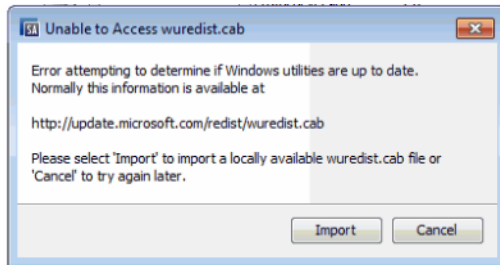 SA Unable to Access wuredist.cab
Error attempting to determine if Windows utilities are up to date.
Normally this information is available at
http://update.microsoft.com/redist/wuredist.cab
Please select 'Import' to import a locally available wuredist.cab file or
'Cancel' to try again later.
Import Cancel